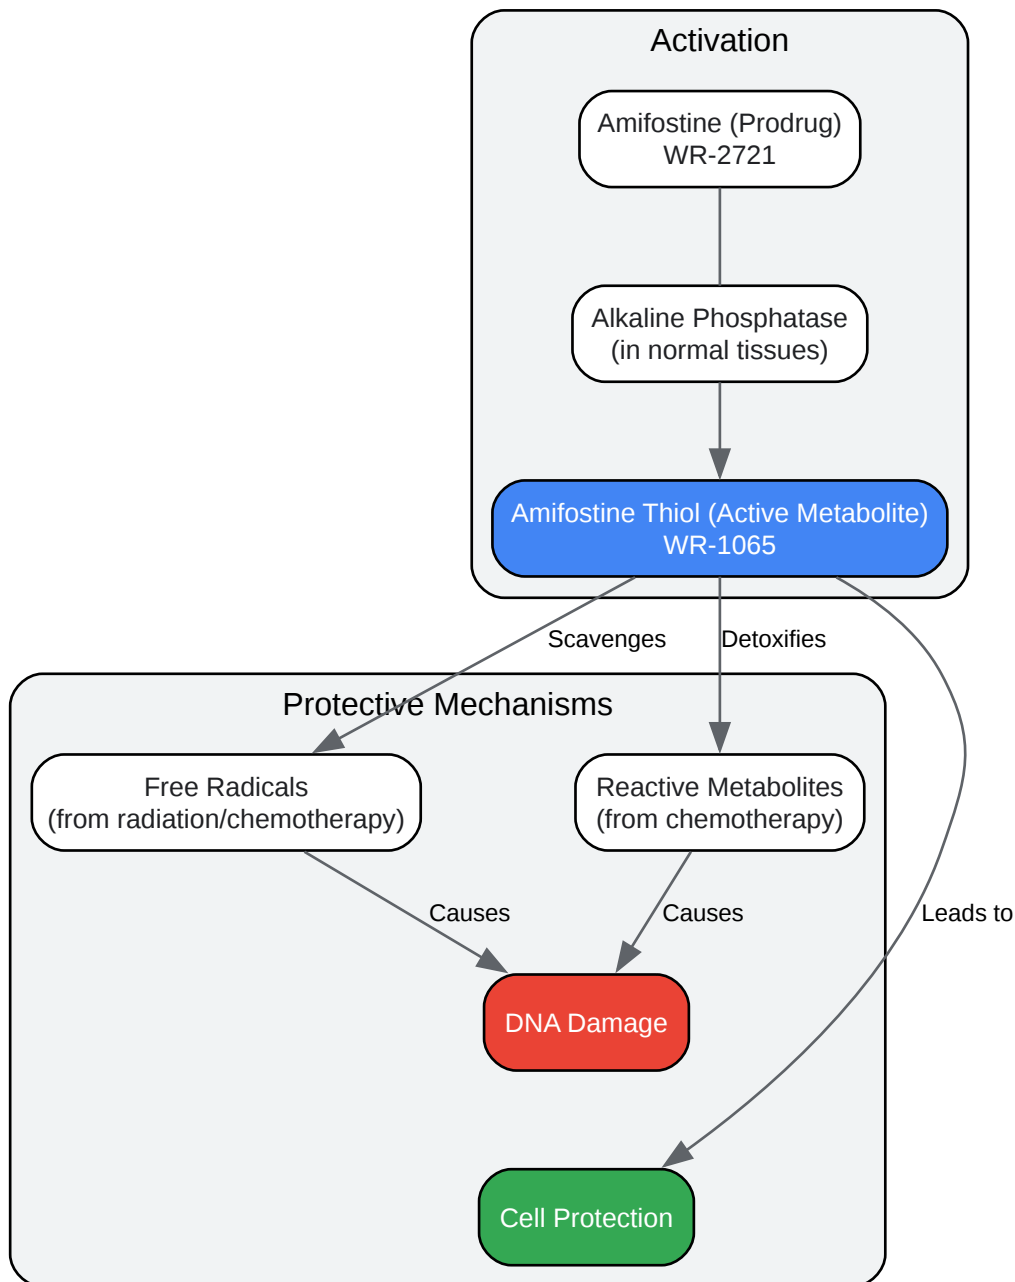 Activation
Amifostine (Prodrug)
WR-2721
Alkaline Phosphatase
(in normal tissues)
Amifostine Thiol (Active Metabolite)
WR-1065
Scavenges
Detoxifies
Protective Mechanisms
Free Radicals
(from radiation/chemotherapy)
Reactive Metabolites
(from chemotherapy)
Causes
Causes
Leads to
DNA Damage
Cell Protection